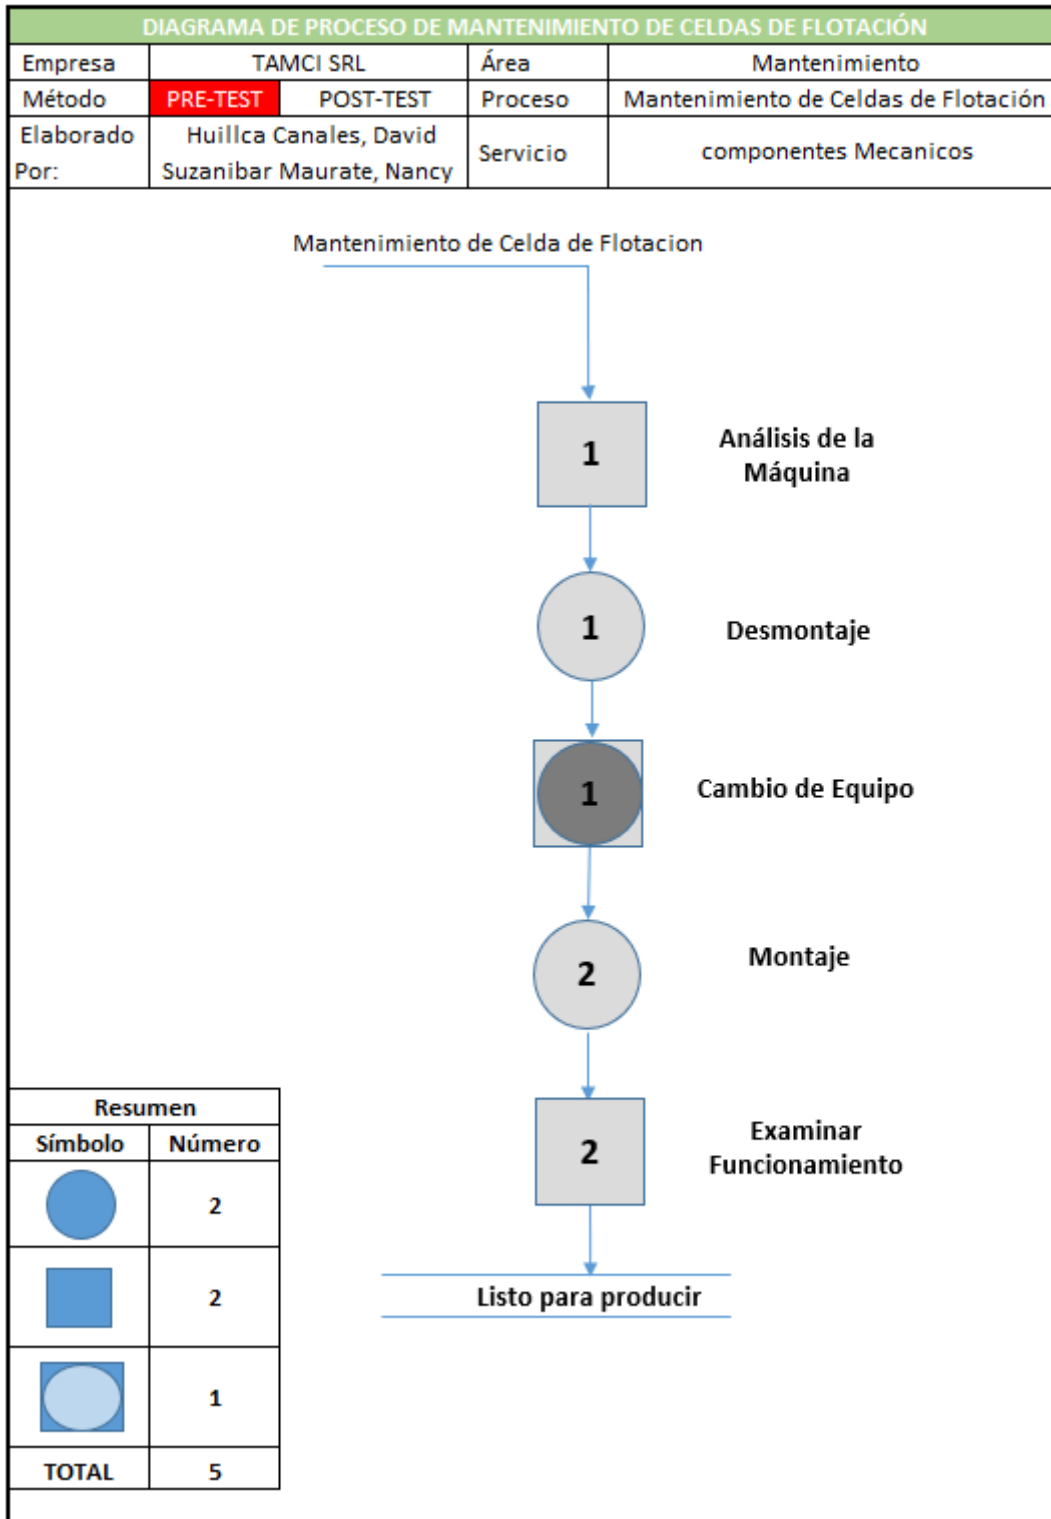 DIAGRAMA DE PROCESO DE MANTENIMIENTO DE CELDAS DE FLOTACIÓN
Empresa TAMCI SRL Área Mantenimiento
Método PRE-TEST POST-TEST Proceso Mantenimiento de Celdas de Flotación
Elaborado Por: Huillca Canales, David Suzanibar Maurate, Nancy Servicio componentes Mecanicos
Mantenimiento de Celda de Flotacion
1 Análisis de la
Máquina
1 Desmontaje
1 Cambio de Equipo
2 Montaje
2 Examinar
Funcionamiento
Listo para producir
Resumen
Símbolo Número
2
2
1
TOTAL 5